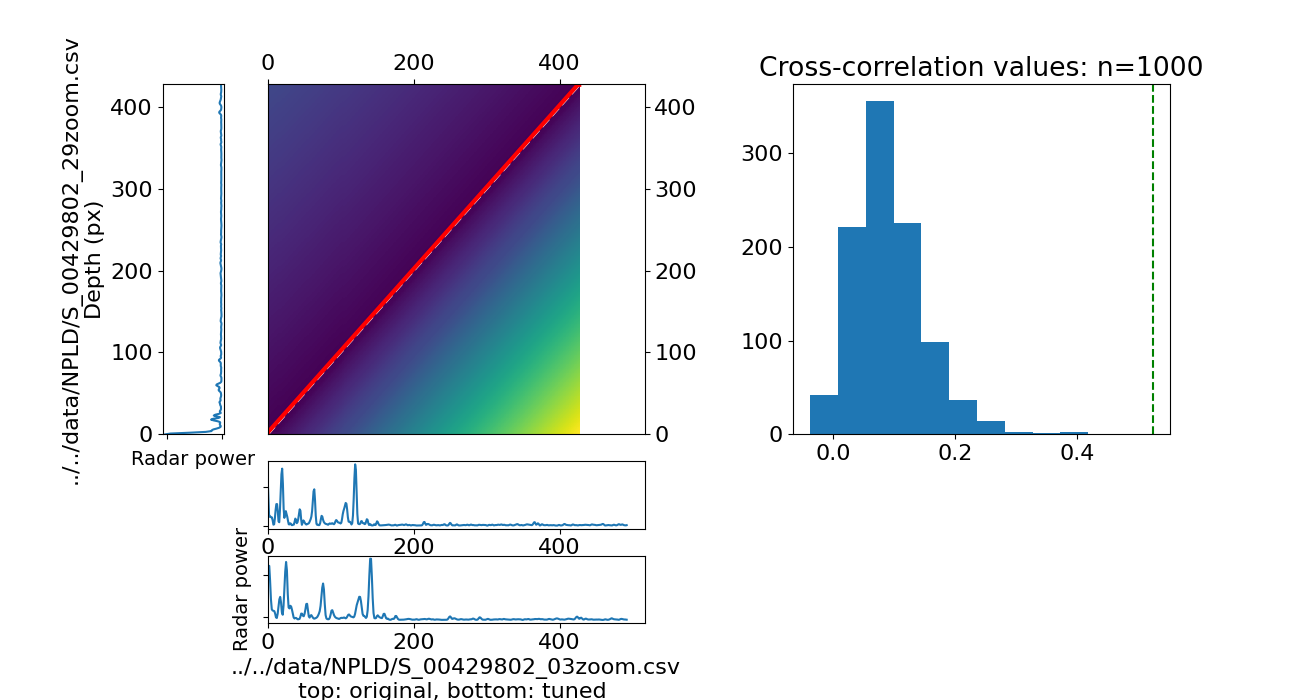 Cross-correlation values: n=1000
0 200 400
../../data/NPLD/S_00429802_29zoom.csv
Depth (px)
400
300
200
100
0
400
300
200
100
0
300
200
100
0
0.0 0.2 0.4
Radar power
0 200 400
Radar power
0 200 400
../../data/NPLD/S_00429802_03zoom.csv
top: original, bottom: tuned